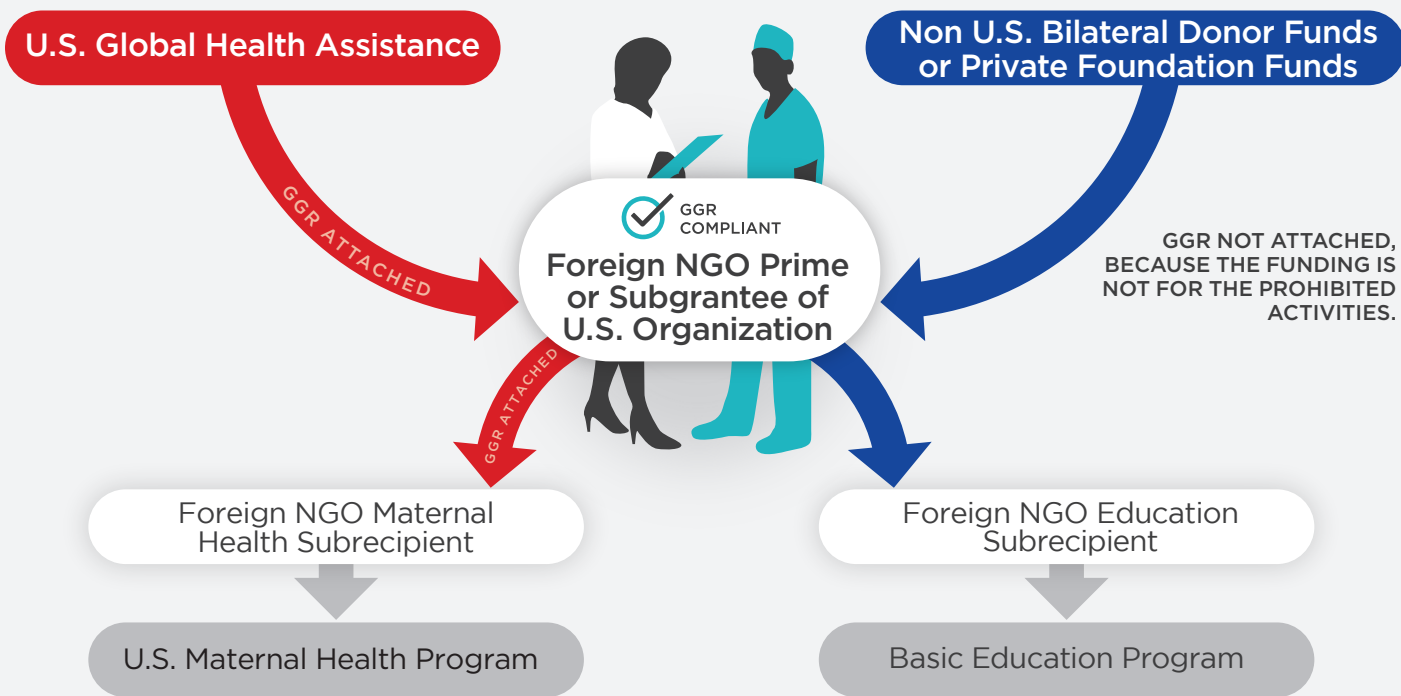 U.S. Global Health Assistance
Non U.S. Bilateral Donor Funds
or Private Foundation Funds
GGR ATTACHED
GGR
COMPLIANT
Foreign NGO Prime
or Subgrantee of
U.S. Organization
GGR NOT ATTACHED,
BECAUSE THE FUNDING IS
NOT FOR THE PROHIBITED
ACTIVITIES.
GGR ATTACHED
Foreign NGO Maternal
Health Subrecipient
Foreign NGO Education
Subrecipient
U.S. Maternal Health Program
Basic Education Program